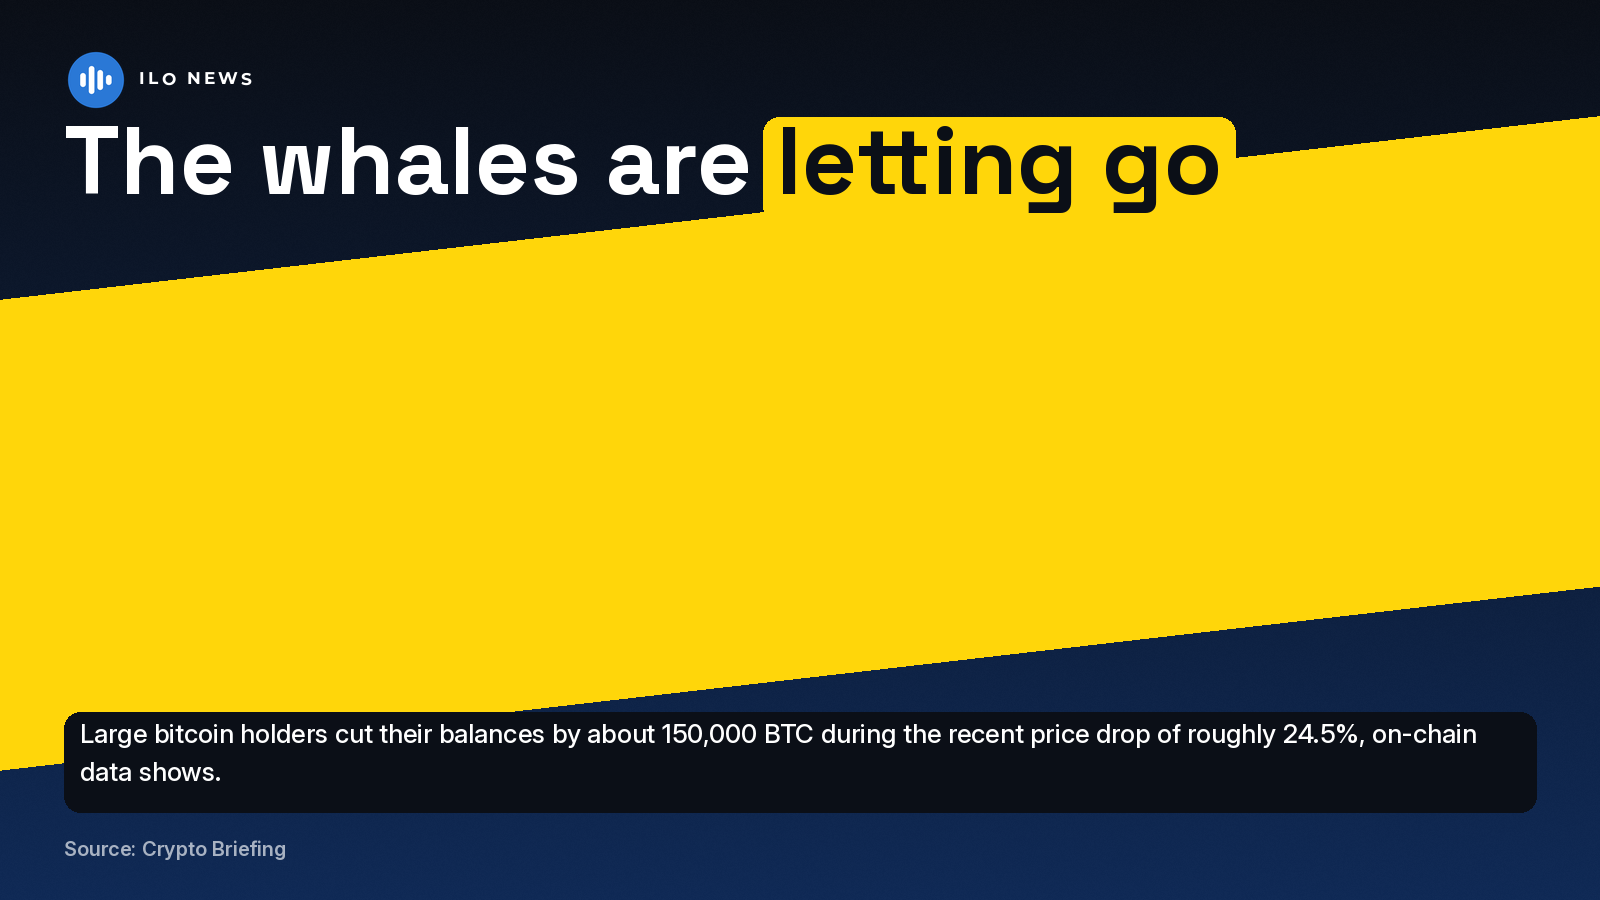 ILO NEWS
The whales are letting go
Large bitcoin holders cut their balances by about 150,000 BTC during the recent price drop of roughly 24.5%, on-chain
data shows.
Source: Crypto Briefing